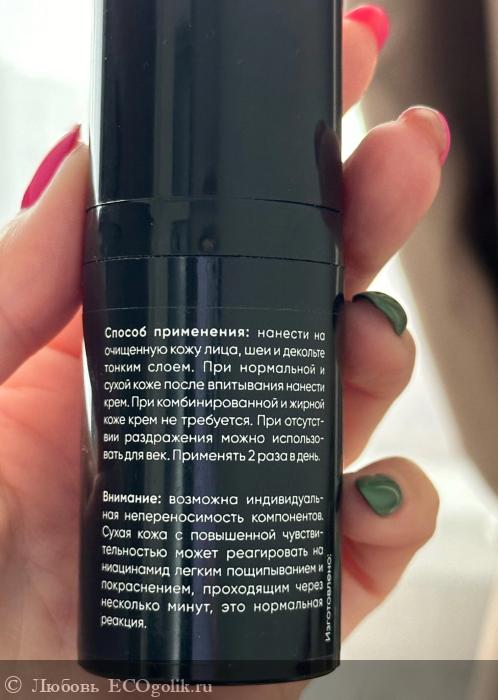 Способ применения: нанести на
очищенную кожу лица, шеи и декольте
тонким слоем. При нормальной и
сухой коже после впитывания нанести
крем. При комбинированной и жирной
коже крем не требуется. При отсутст-
вии раздражения можно использо-
вать для век. Применять 2 раза в день.
Внимание: возможна индивидуаль-
ная непереносимость компонентов.
Сухая кожа с повышенной чувстви-
тельностью может реагировать на
ниацинамид легким пощипыванием и
покраснением, проходящим через
несколько минут, это нормальная
реакция.
Изготовлено:
© Любовь ECOgolik.ru